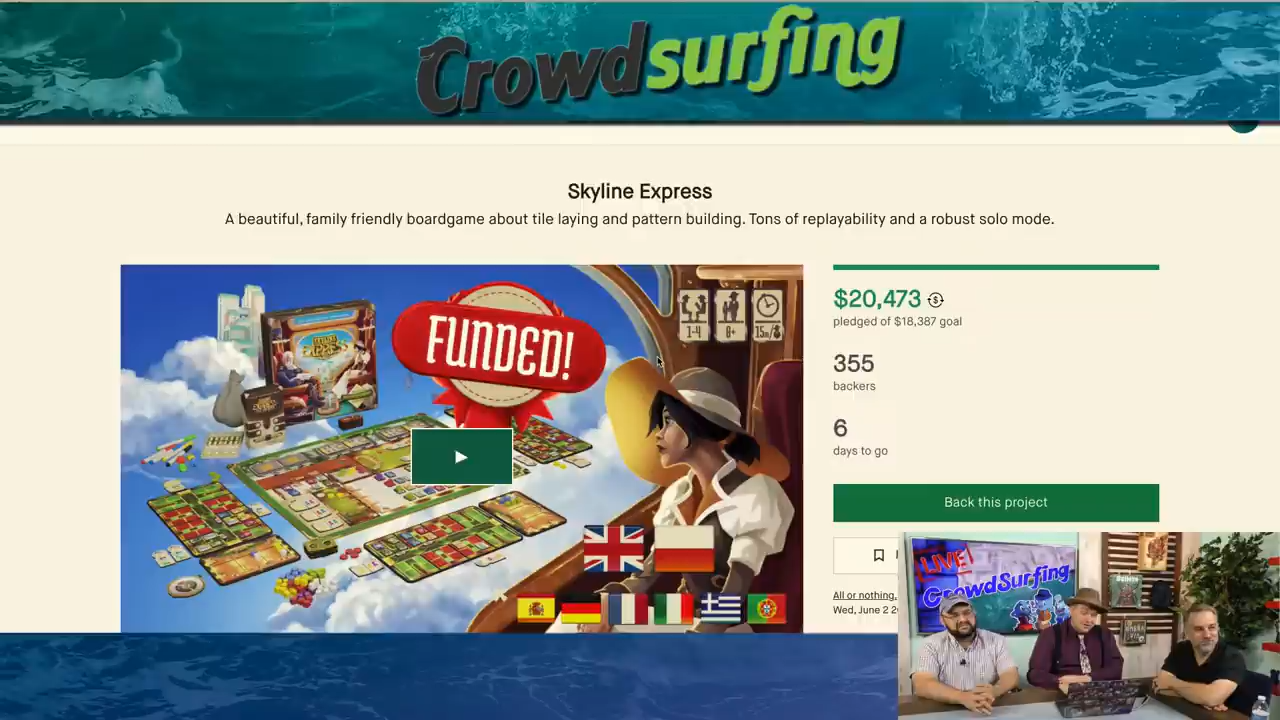 Crowdsurfing
Skyline Express
A beautiful, family friendly boardgame about tile laying and pattern building. Tons of replayability and a robust solo mode.
FUNDED!
1-4 8+ 15m/
$20,473
pledged of $18,387 goal
355
backers
6
days to go
Back this project
All or nothing.
Wed, June 2 2
LIVE!
CrowdSurfing